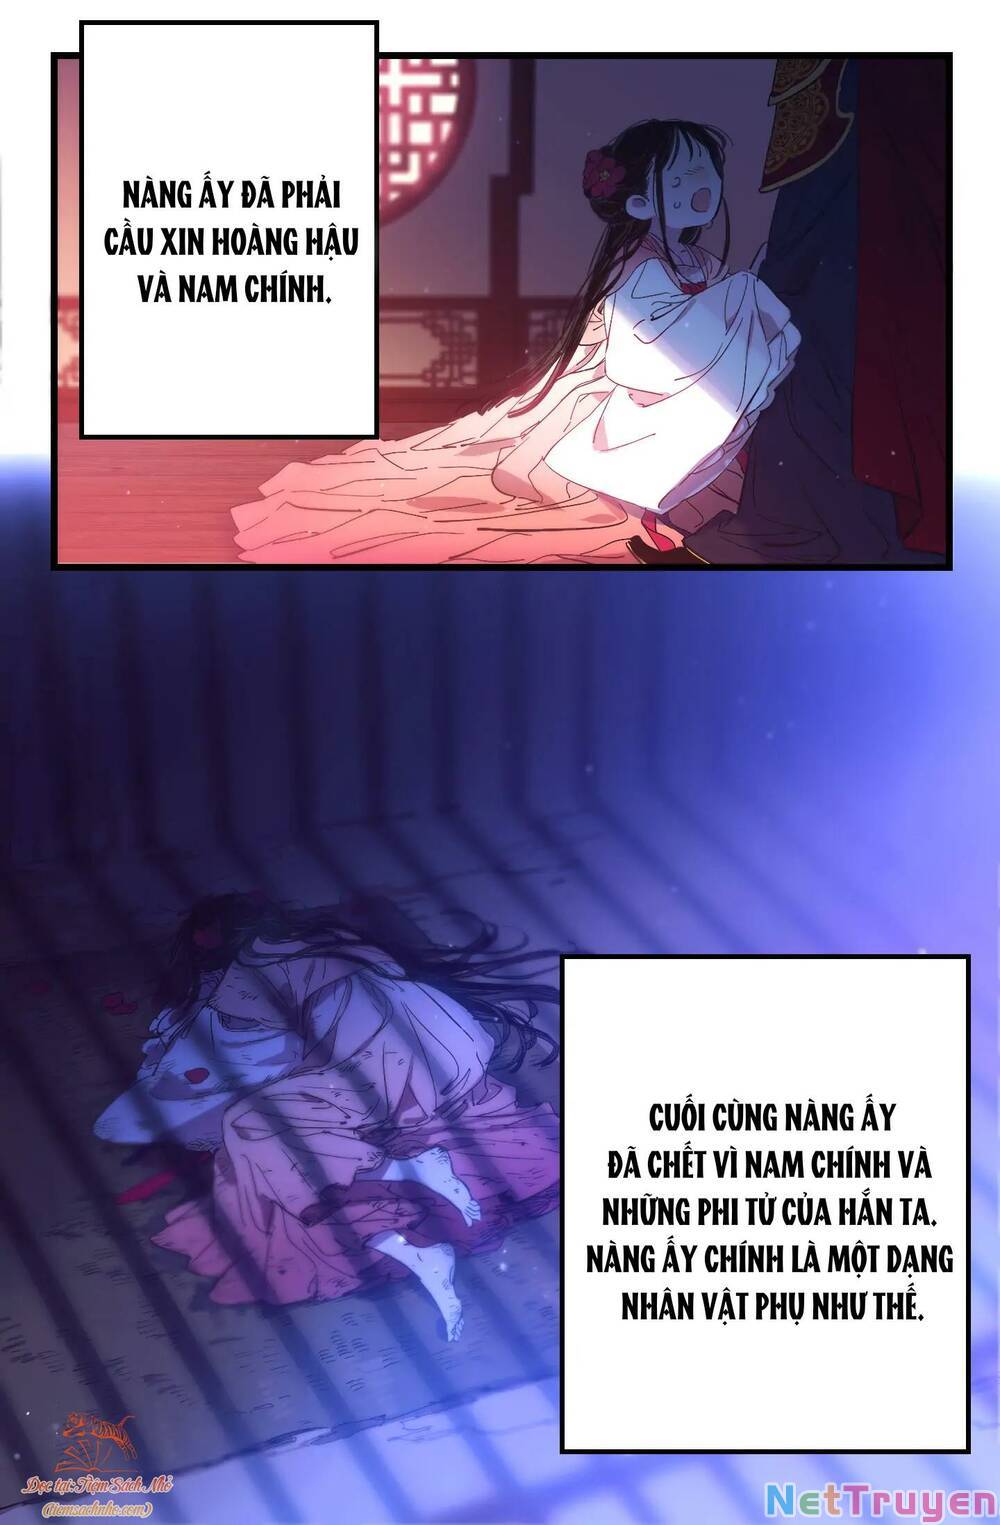 NÀNG ẤY ĐÃ PHẢI
CẦU XIN HOÀNG HẬU
VÀ NAM CHÍNH.
CUỐI CÙNG NÀNG ẤY
ĐÃ CHẾT VÌ NAM CHÍNH VÀ
NHỮNG PHI TỬ CỦA HẮN TA.
NÀNG ẤY CHÍNH LÀ MỘT DẠNG
NHÂN VẬT PHỤ NHƯ THẾ.
Đọc tại: Tiệm Sách Nhỏ
(tiemsachnho.com)
NetTruyen